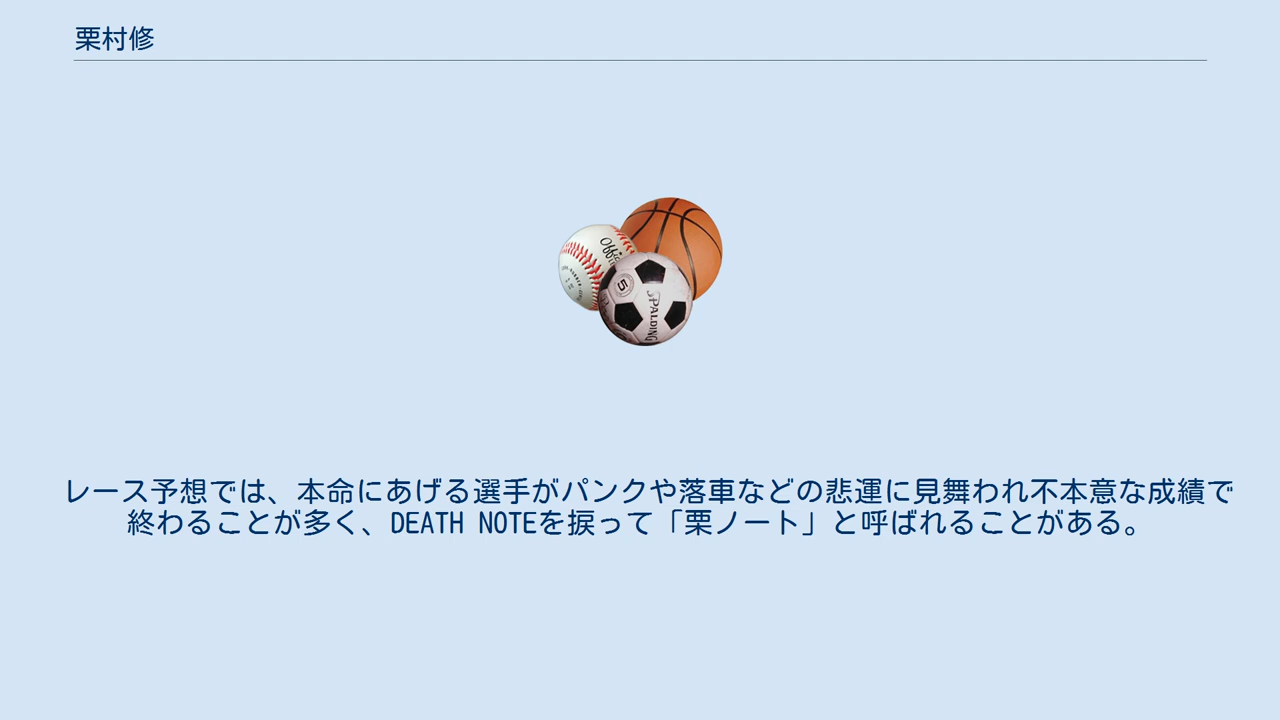 栗村修
Offic
5
SPALDING
レース予想では、本命にあげる選手がパンクや落車などの悲運に見舞われ不本意な成績で
終わることが多く、DEATH NOTEを捩って「栗ノート」と呼ばれることがある。